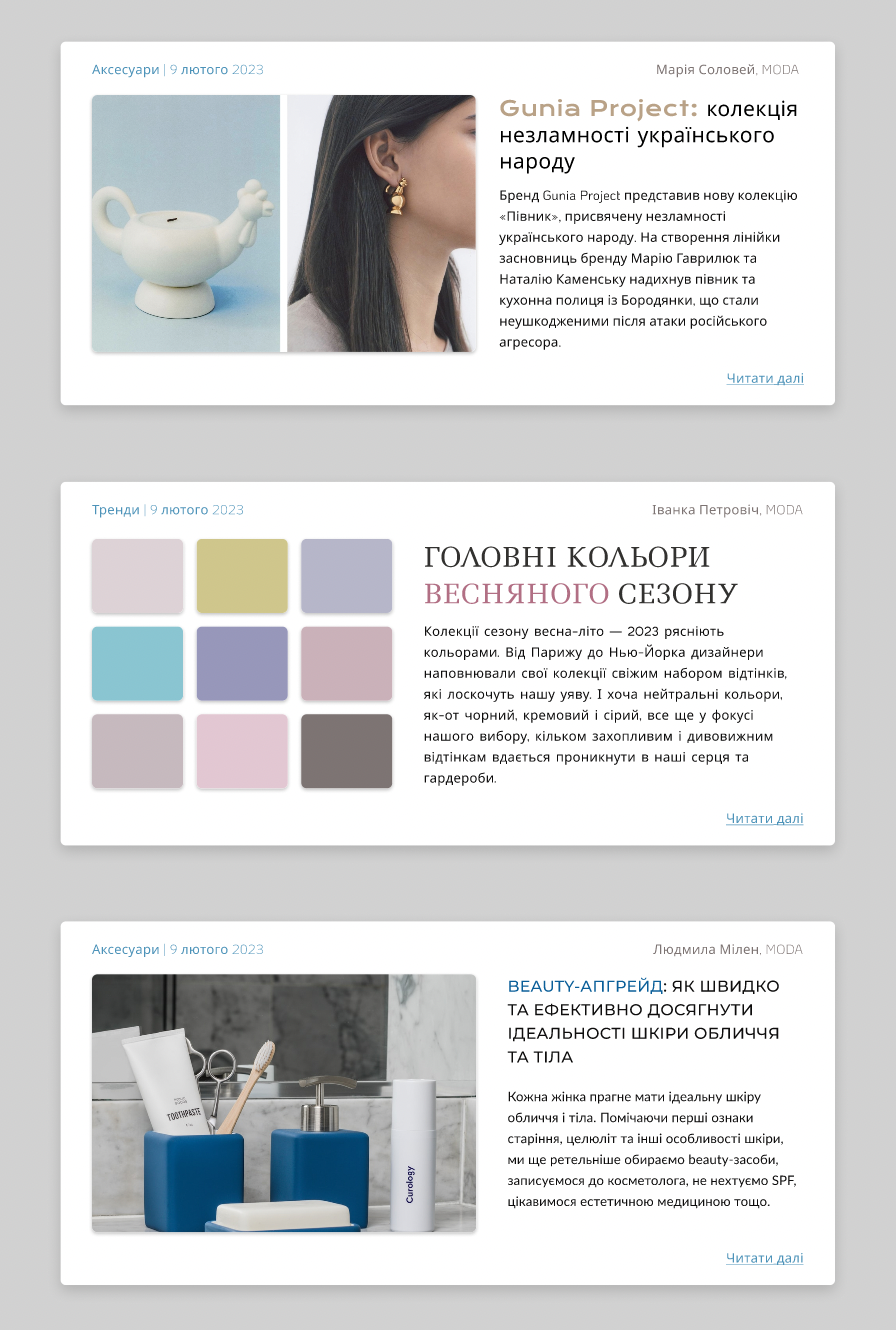 Аксесуари | 9 лютого 2023
Марія Соловей, MODA
Gunia Project: колекція
незламності українського
народу
Бренд Gunia Project представив нову колекцію
«Півник», присвячену незламності
українського народу. На створення лінійки
засновниць бренду Марію Гаврилюк та
Наталію Каменську надихнув півник та
кухонна полиця із Бородянки, що стали
неушкодженими після атаки російського
агресора.
Читати далі
Тренди | 9 лютого 2023
Іванка Петровіч, MODA
ГОЛОВНІ КОЛЬОРИ
ВЕСНЯНОГО СЕЗОНУ
Колекції сезону весна-літо — 2023 рясніють
кольорами. Від Парижу до Нью-Йорка дизайнери
наповнювали свої колекції свіжим набором відтінків,
які лоскочуть нашу уяву. І хоча нейтральні кольори,
як-от чорний, кремовий і сірий, все ще у фокусі
нашого вибору, кільком захопливим і дивовижним
відтінкам вдається проникнути в наші серця та
гардероби.
Читати далі
Аксесуари | 9 лютого 2023
Людмила Мілен, MODA
BEAUTY-АПГРЕЙД: ЯК ШВИДКО
ТА ЕФЕКТИВНО ДОСЯГНУТИ
ІДЕАЛЬНОСТІ ШКІРИ ОБЛИЧЧЯ
ТА ТІЛА
Кожна жінка прагне мати ідеальну шкіру
обличчя і тіла. Помічаючи перші ознаки
старіння, целюліт та інші особливості шкіри,
ми ще ретельніше обираємо beauty-засоби,
записуємося до косметолога, не нехтуємо SPF,
цікавимося естетичною медициною тощо.
TOOTHPASTE
Curology
Читати далі